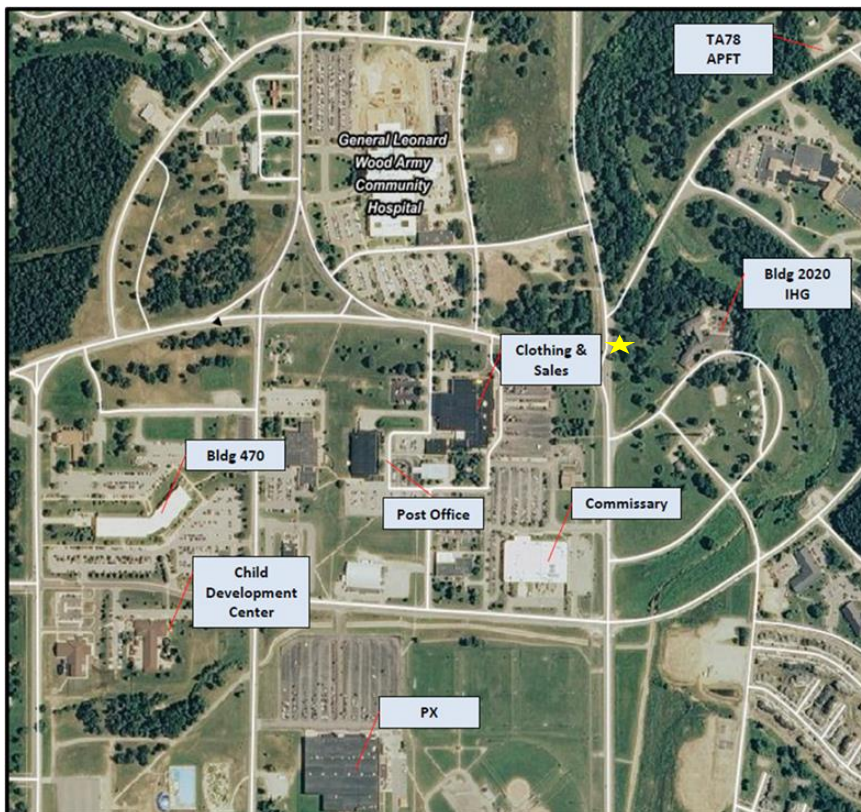 TA78
APFT
General Leonard
Wood Army
Community
Hospital
Bldg 2020
IHG
Clothing &
Sales
Bldg 470
Post Office
Commissary
Child
Development
Center
PX